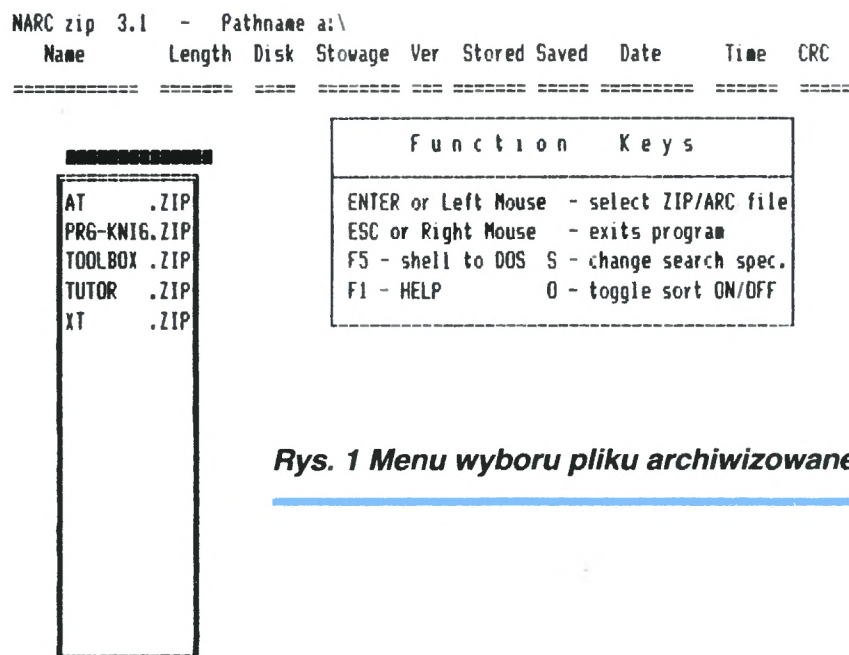 NARC zip 3.1 - Pathname a:\
Name Length Disk Stowage Ver Stored Saved Date Time CRC
============ ======= ==== ======== === ======= ===== ========= ====== =====
Function Keys
ENTER or Left Mouse - select ZIP/ARC file
ESC or Right Mouse - exits program
F5 - shell to DOS S - change search spec.
F1 - HELP O - toggle sort ON/OFF
AT .ZIP
PRG-KNIG.ZIP
TOOLBOX .ZIP
TUTOR .ZIP
XT .ZIP
Rys. 1 Menu wyboru pliku archiwizowane